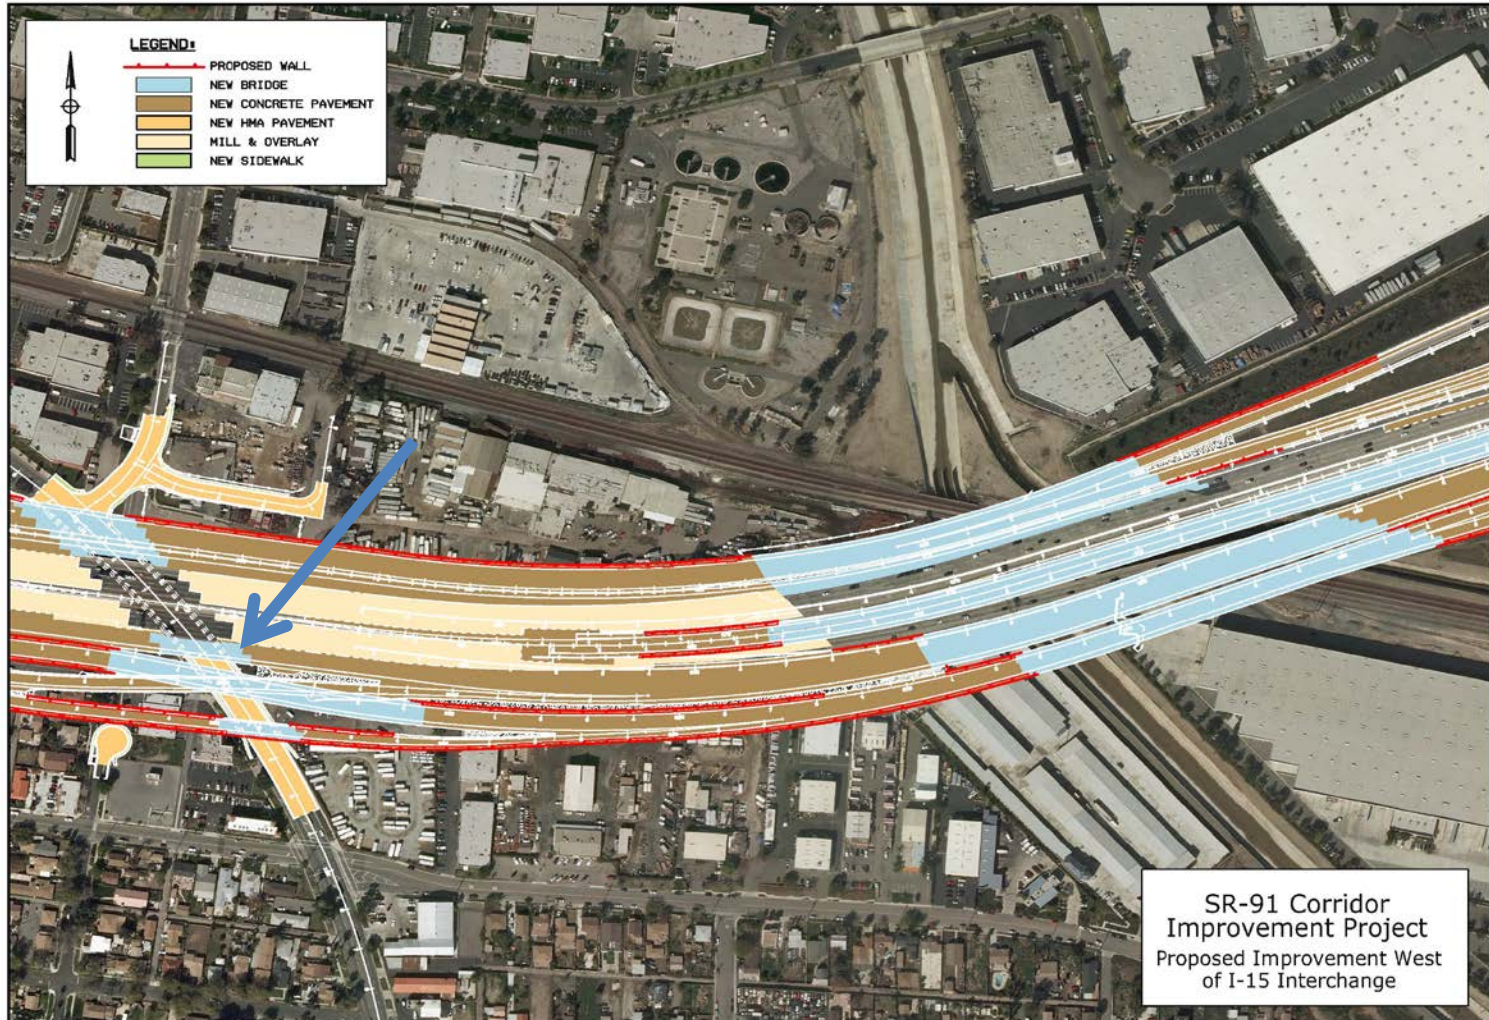 LEGEND:
PROPOSED WALL
NEW BRIDGE
NEW CONCRETE PAVEMENT
NEW HMA PAVEMENT
MILL & OVERLAY
NEW SIDEWALK
SR-91 Corridor
Improvement Project
Proposed Improvement West
of I-15 Interchange